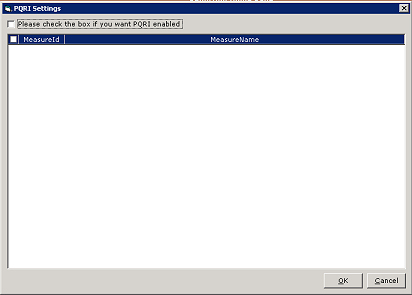 PQRI Settings
Please check the box if you want PQRI enabled
MeasureId MeasureName
OK Cancel